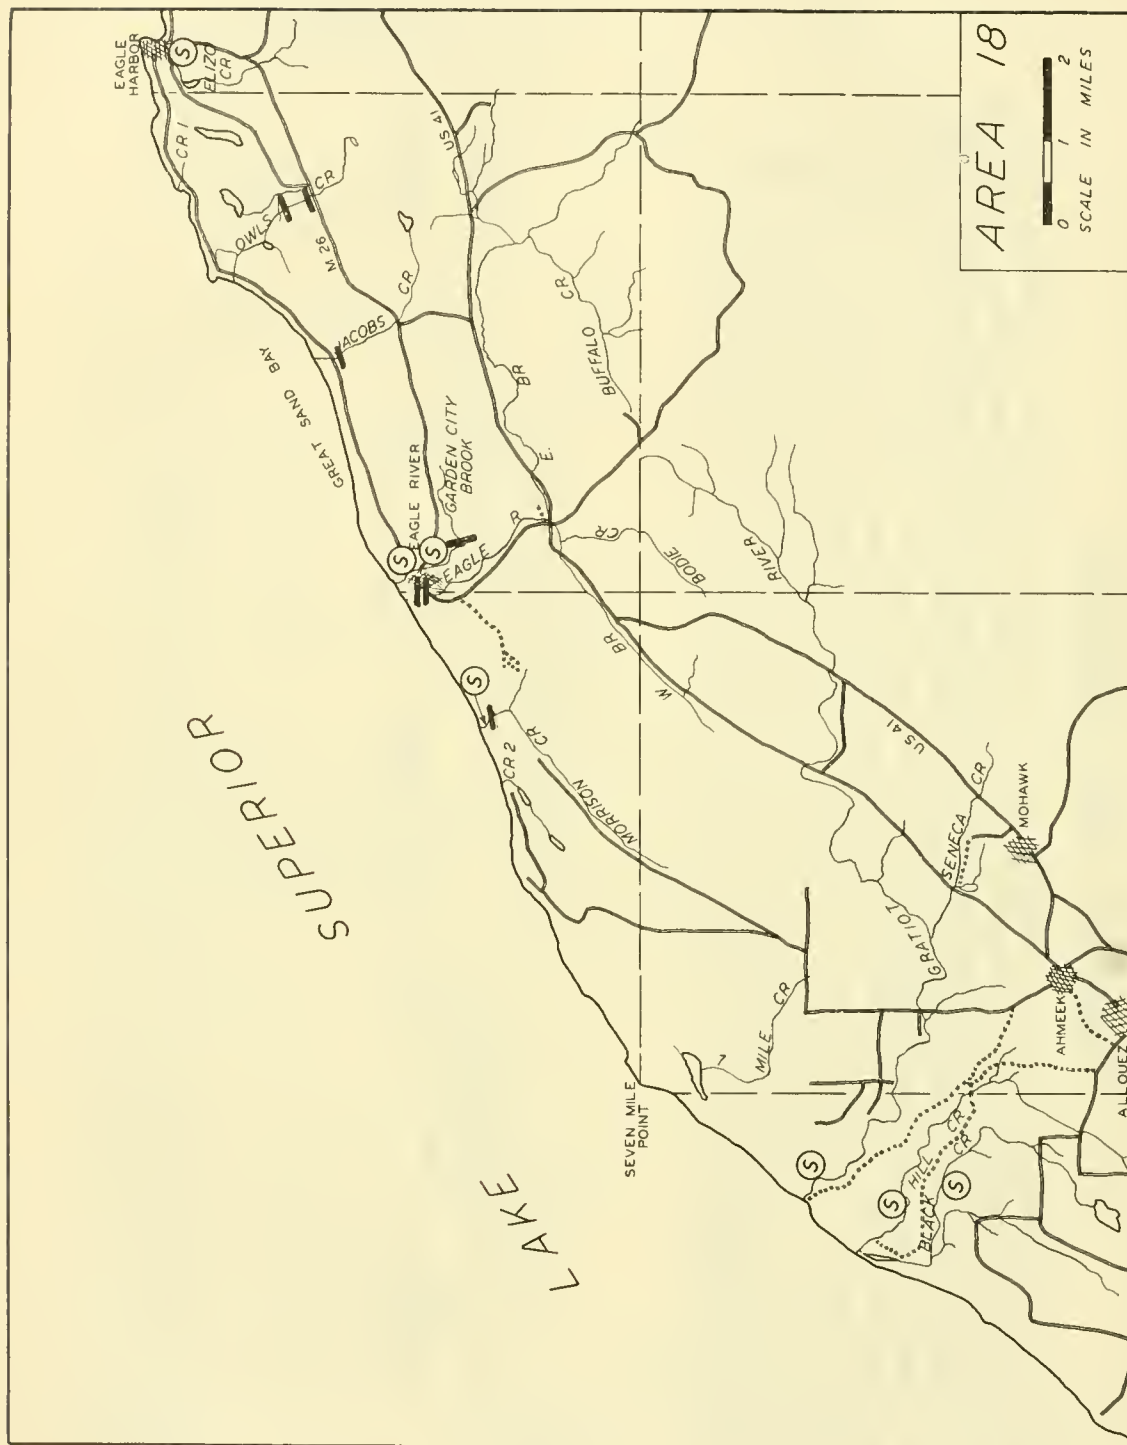 EAGLE
HARBOR
S
ELIZO
CR
CR 1
OWLS
CR
M 26
US 41
AREA 18
0 1 2
SCALE IN MILES
JACOBS
CR
GREAT SAND BAY
BUFFALO
CR
E.
BR
EAGLE RIVER
GARDEN CITY
BROOK
S
S
EAGLE
R
BODIE
CR
RIVER
SUPERIOR
S
CR 2
MORRISON
CR
W
BR
US 41
MOHAWK
SENECA
CR
GRATIOT
LAKE
SEVEN MILE
POINT
7
MILE
CR
AHMEEK
ALLOUEZ
S
S
HILL
CR
BLACK
CR
S